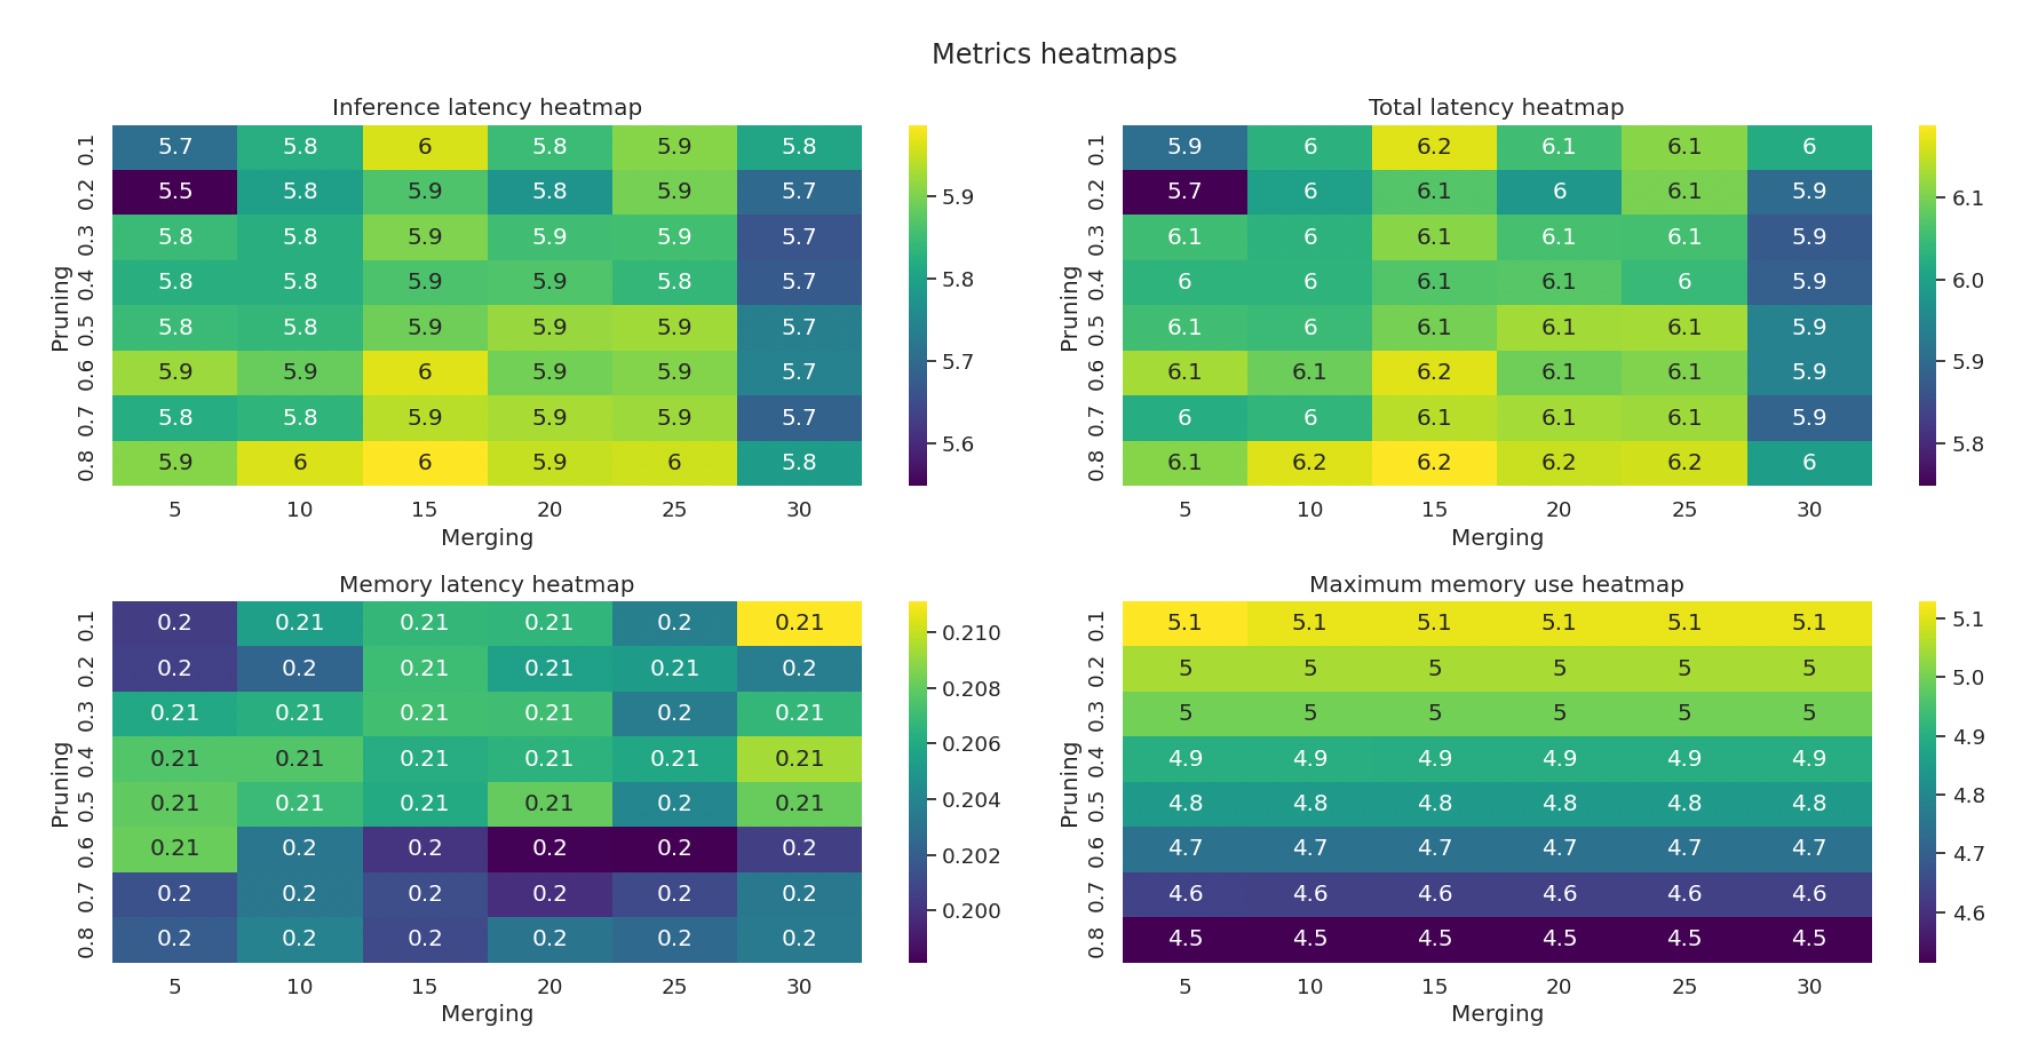 Metrics heatmaps
Inference latency heatmap
Pruning
0.1 5.7 5.8 6 5.8 5.9 5.8
0.2 5.5 5.8 5.9 5.8 5.9 5.7
0.3 5.8 5.8 5.9 5.9 5.9 5.7
0.4 5.8 5.8 5.9 5.9 5.8 5.7
0.5 5.8 5.8 5.9 5.9 5.9 5.7
0.6 5.9 5.9 6 5.9 5.9 5.7
0.7 5.8 5.8 5.9 5.9 5.9 5.7
0.8 5.9 6 6 5.9 6 5.8
5 10 15 20 25 30
Merging
5.9
5.8
5.7
5.6
Total latency heatmap
Pruning
0.1 5.9 6 6.2 6.1 6.1 6
0.2 5.7 6 6.1 6 6.1 5.9
0.3 6.1 6 6.1 6.1 6.1 5.9
0.4 6 6 6.1 6.1 6 5.9
0.5 6.1 6 6.1 6.1 6.1 5.9
0.6 6.1 6.1 6.2 6.1 6.1 5.9
0.7 6 6 6.1 6.1 6.1 5.9
0.8 6.1 6.2 6.2 6.2 6.2 6
5 10 15 20 25 30
Merging
6.1
6.0
5.9
5.8
Memory latency heatmap
Pruning
0.1 0.2 0.21 0.21 0.21 0.2 0.21
0.2 0.2 0.2 0.21 0.21 0.21 0.2
0.3 0.21 0.21 0.21 0.21 0.2 0.21
0.4 0.21 0.21 0.21 0.21 0.21 0.21
0.5 0.21 0.21 0.21 0.21 0.2 0.21
0.6 0.21 0.2 0.2 0.2 0.2 0.2
0.7 0.2 0.2 0.2 0.2 0.2 0.2
0.8 0.2 0.2 0.2 0.2 0.2 0.2
5 10 15 20 25 30
Merging
0.210
0.208
0.206
0.204
0.202
0.200
Maximum memory use heatmap
Pruning
0.1 5.1 5.1 5.1 5.1 5.1 5.1
0.2 5 5 5 5 5 5
0.3 5 5 5 5 5 5
0.4 4.9 4.9 4.9 4.9 4.9 4.9
0.5 4.8 4.8 4.8 4.8 4.8 4.8
0.6 4.7 4.7 4.7 4.7 4.7 4.7
0.7 4.6 4.6 4.6 4.6 4.6 4.6
0.8 4.5 4.5 4.5 4.5 4.5 4.5
5 10 15 20 25 30
Merging
5.1
5.0
4.9
4.8
4.7
4.6